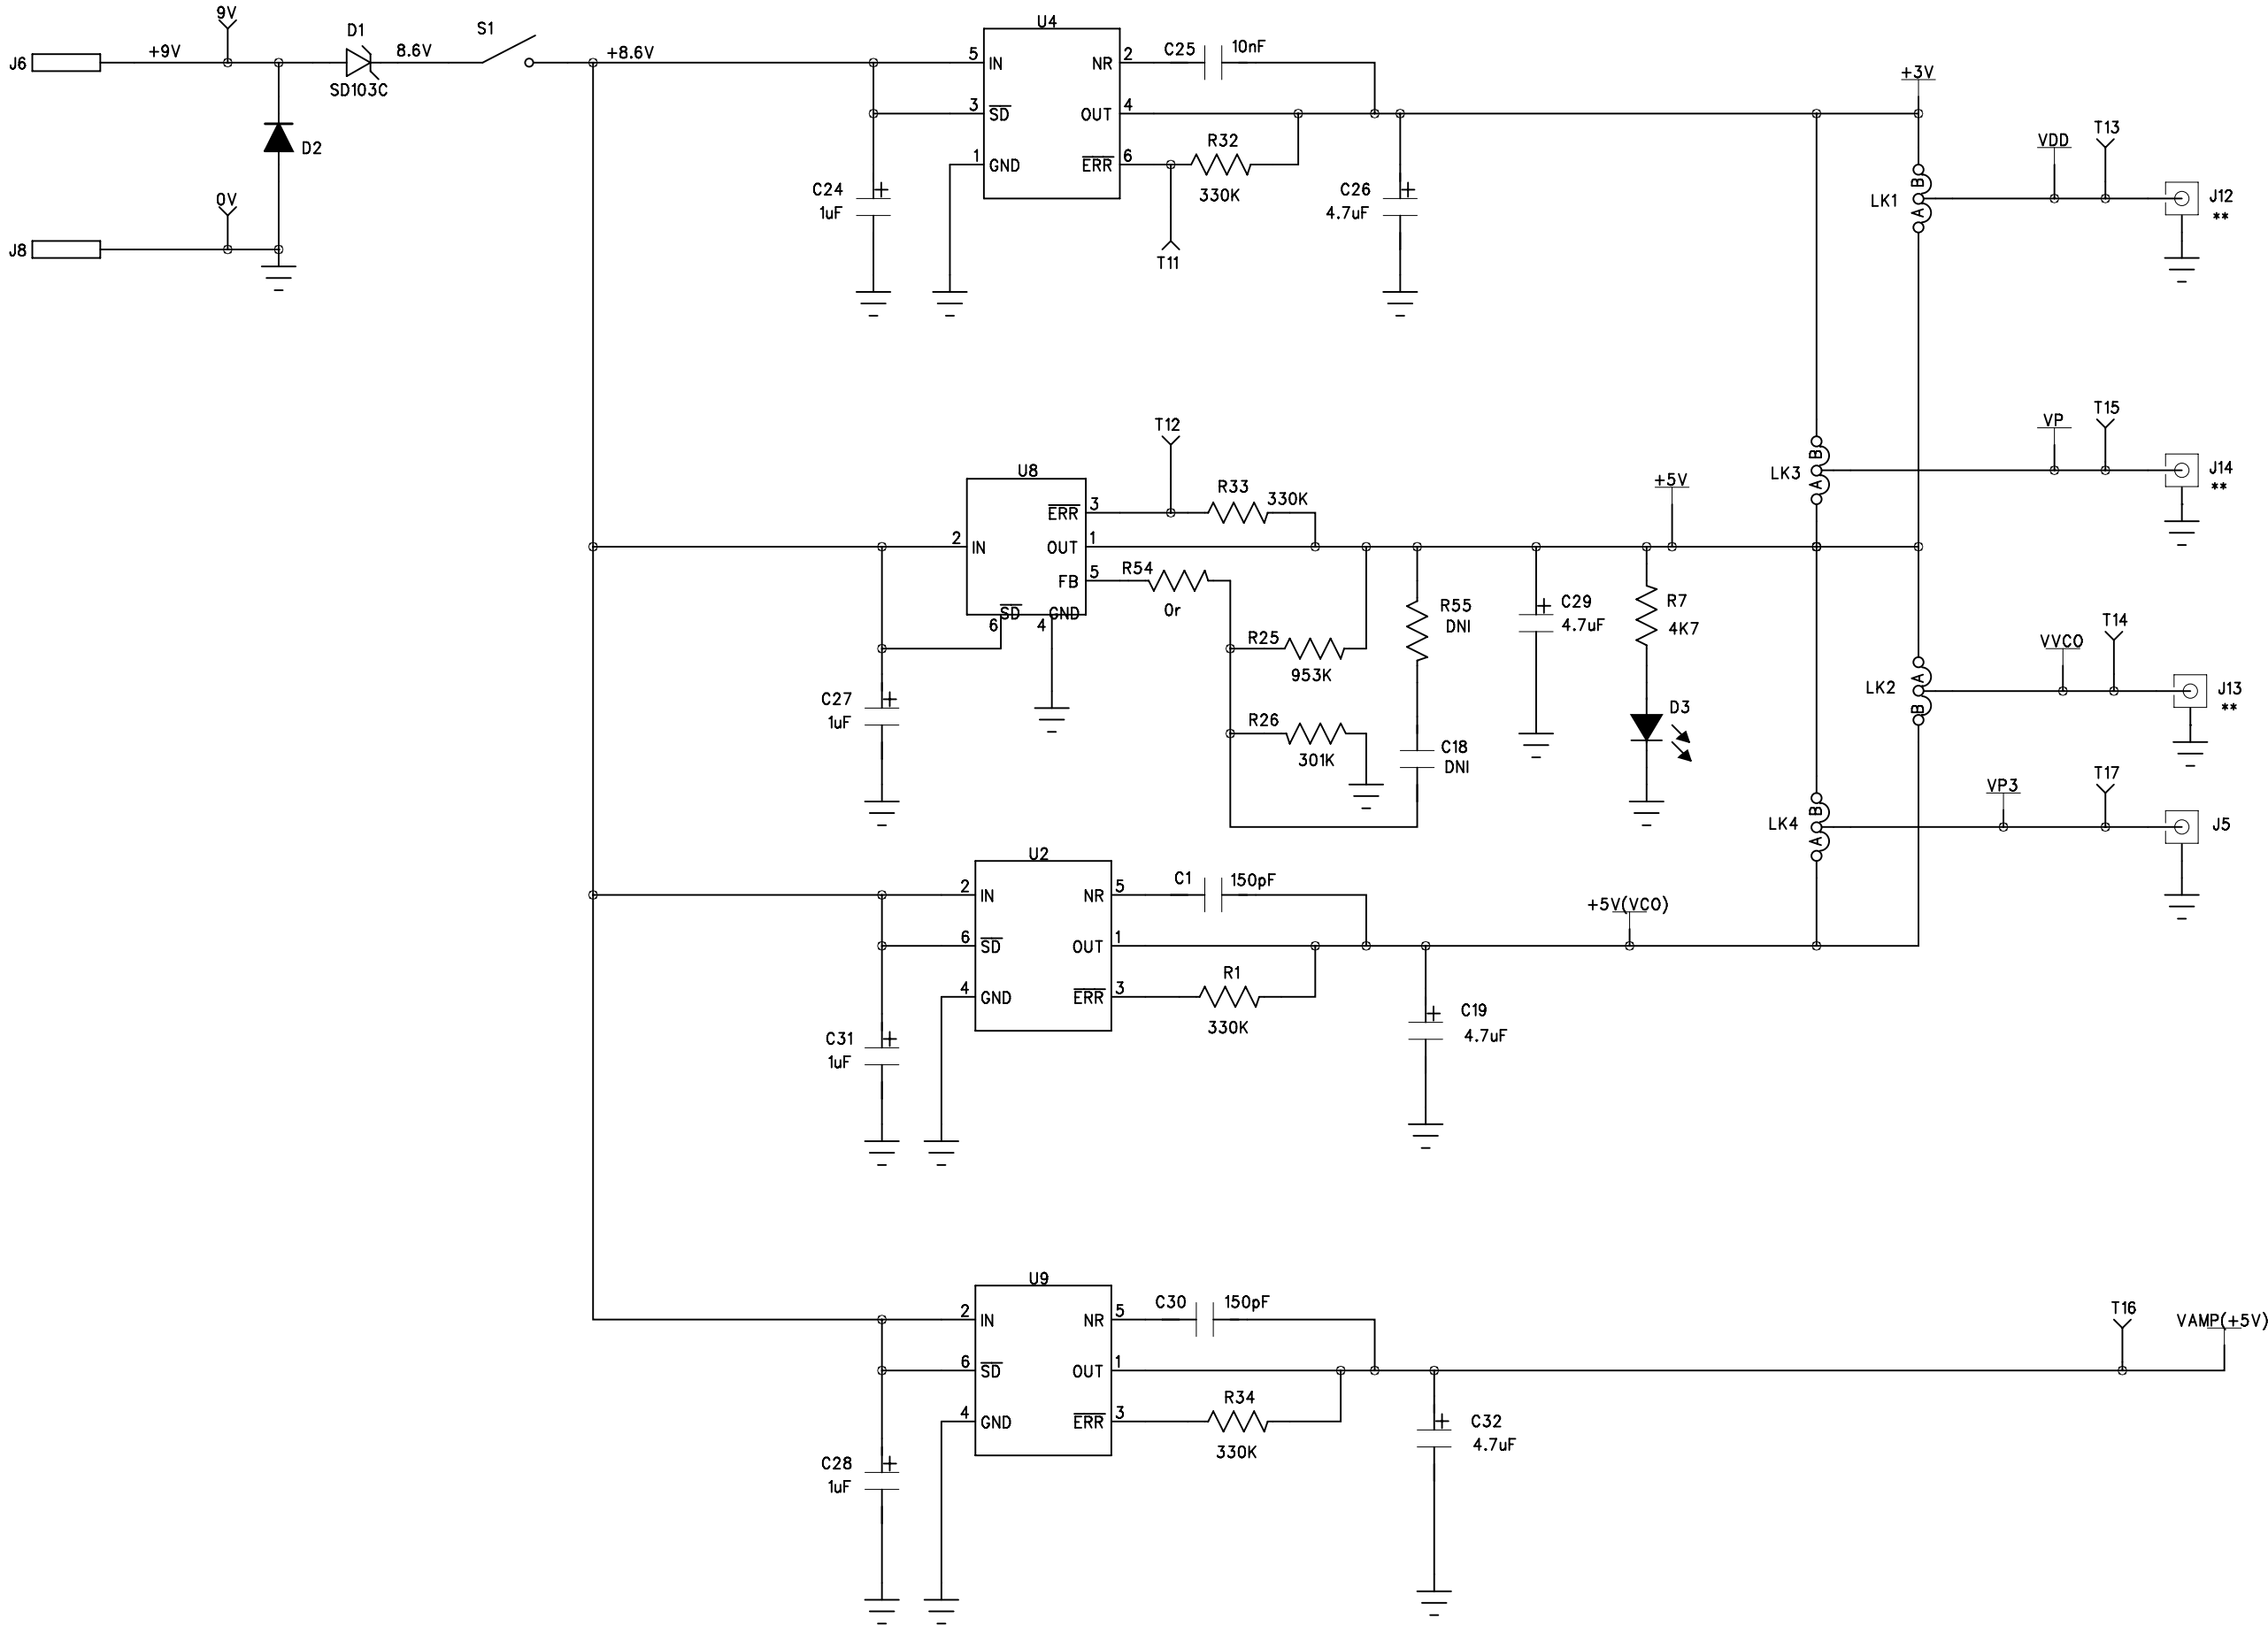 J6
+9V
9V
D1
SD103C
8.6V
S1
+8.6V
D2
0V
J8
U4
5 IN
3 SD
1 GND
NR 2
OUT 4
ERR 6
C25 10nF
R32
330K
T11
C24
1uF
C26
4.7uF
+3V
LK1
B
A
VDD
T13
J12
**
U8
2 IN
ERR 3
OUT 1
FB 5
SD
6
GND
4
T12
R33 330K
R54
0r
R25
953K
R26
301K
R55
DNI
C18
DNI
C27
1uF
C29
4.7uF
+5V
R7
4K7
D3
LK3
B
A
VP
T15
J14
**
LK2
A
B
VVCO
T14
J13
**
LK4
B
A
VP3
T17
J5
U2
2 IN
6 SD
4 GND
NR 5
OUT 1
ERR 3
C1 150pF
R1
330K
C31
1uF
C19
4.7uF
+5V(VCO)
U9
2 IN
6 SD
4 GND
NR 5
OUT 1
ERR 3
C30 150pF
R34
330K
C28
1uF
C32
4.7uF
T16
VAMP(+5V)